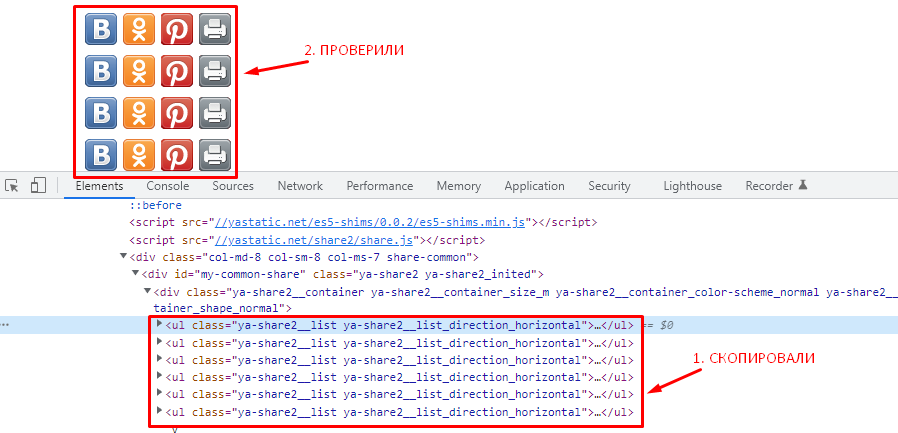 B
B
2. ПРОВЕРИЛИ
B
B
Elements Console Sources Network Performance Memory Application Security Lighthouse Recorder
::before
<script src="//yastatic.net/es5-shims/0.0.2/es5-shims.min.js"></script>
<script src="//yastatic.net/share2/share.js"></script>
▼<div class="col-md-8 col-sm-8 col-ms-7 share-common">
▼<div id="my-common-share" class="ya-share2 ya-share2_inited">
▼<div class="ya-share2__container ya-share2__container_size_m ya-share2__container_color-scheme_normal ya-share2__
tainer_shape_normal">
… ▶<ul class="ya-share2__list ya-share2__list_direction_horizontal">…</ul> == $0
▶<ul class="ya-share2__list ya-share2__list_direction_horizontal">…</ul>
▶<ul class="ya-share2__list ya-share2__list_direction_horizontal">…</ul>
1. СКОПИРОВАЛИ
▶<ul class="ya-share2__list ya-share2__list_direction_horizontal">…</ul>
▶<ul class="ya-share2__list ya-share2__list_direction_horizontal">…</ul>
▶<ul class="ya-share2__list ya-share2__list_direction_horizontal">…</ul>